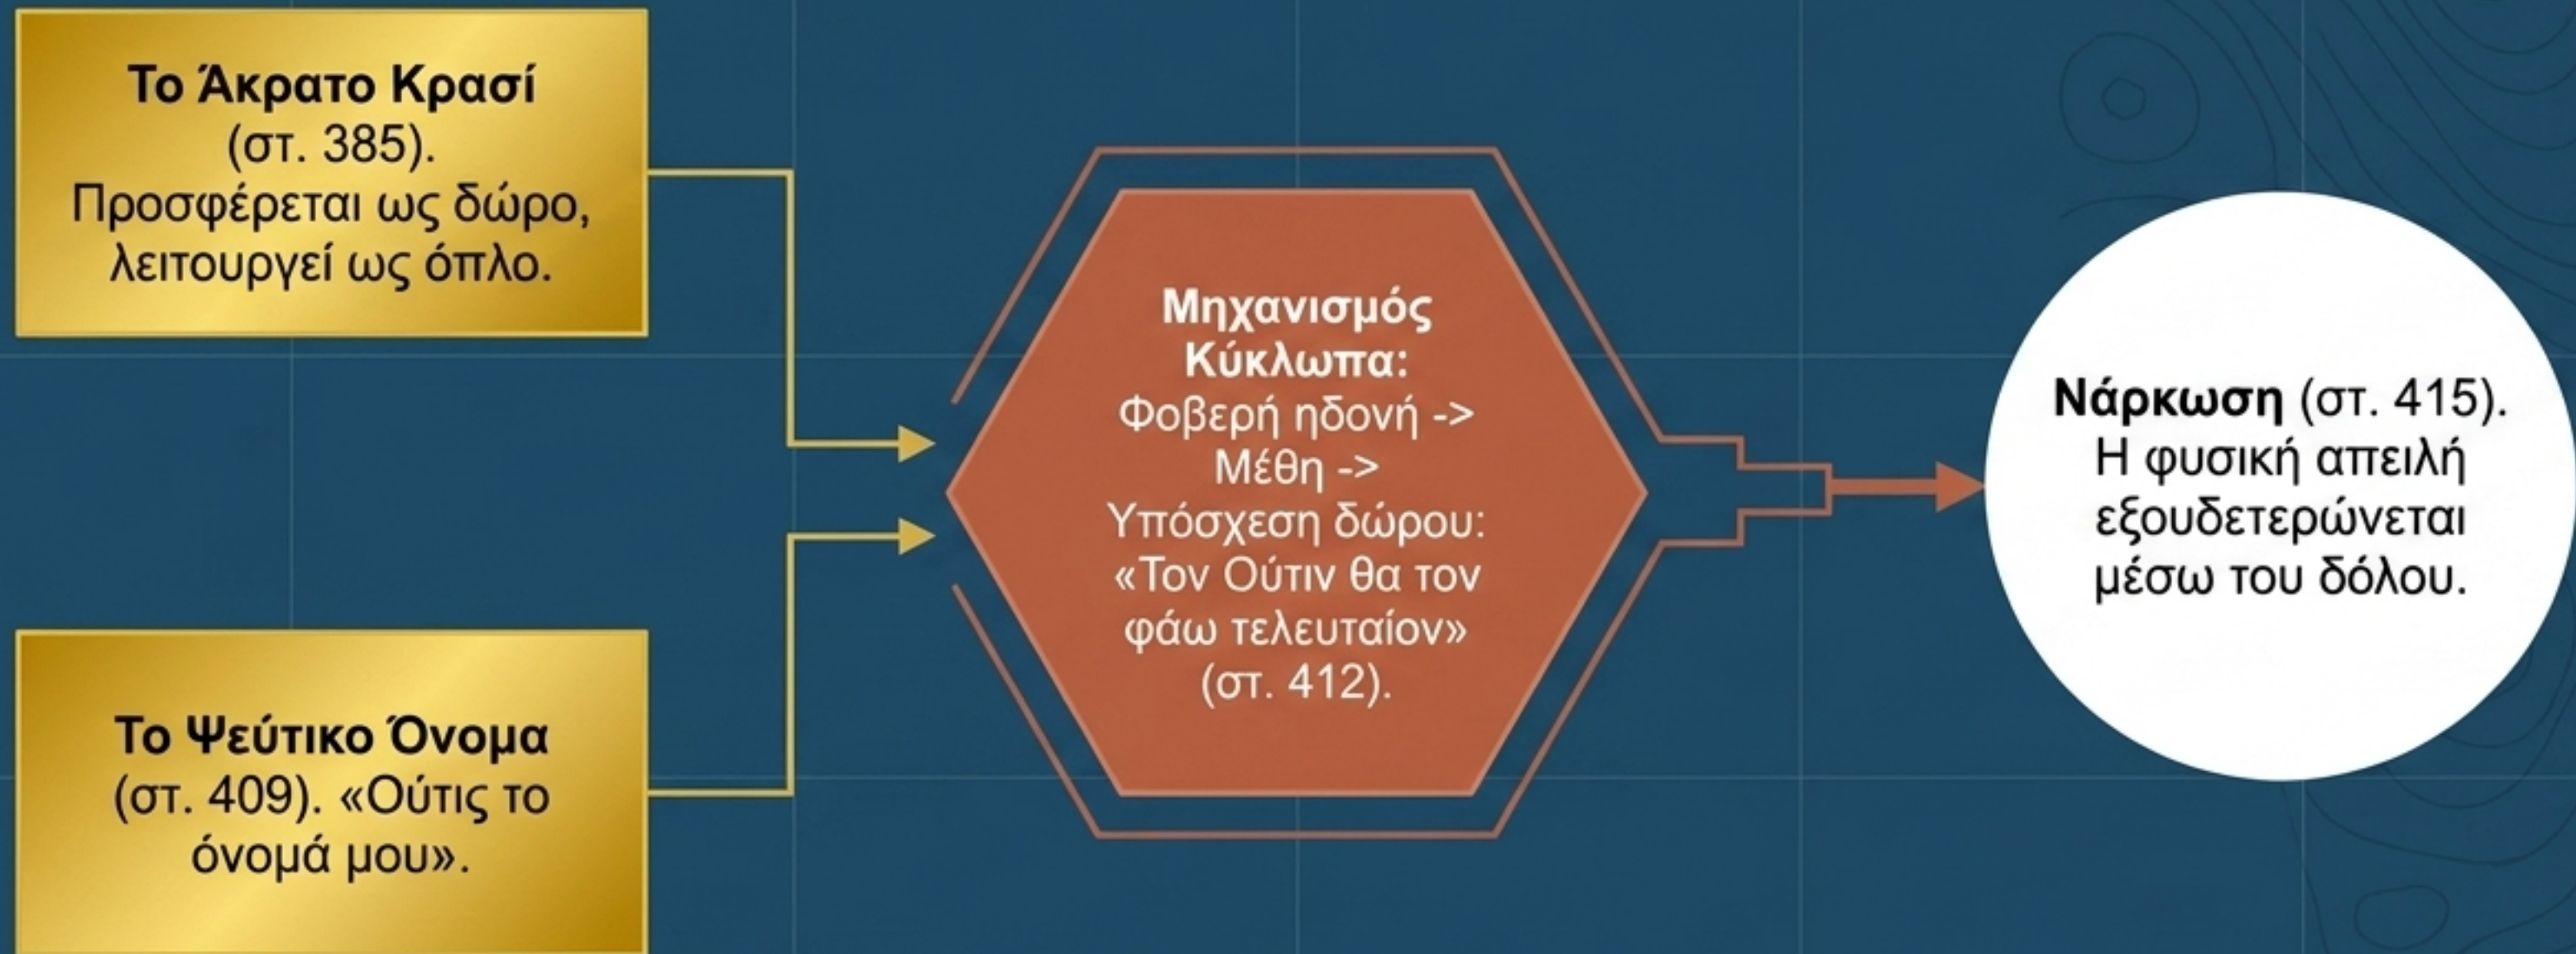 Το Άκρατο Κρασί
(στ. 385).
Προσφέρεται ως δώρο,
λειτουργεί ως όπλο.
Το Ψεύτικο Όνομα
(στ. 409). «Ούτις το
όνομά μου».
Μηχανισμός
Κύκλωπα:
Φοβερή ηδονή ->
Μέθη ->
Υπόσχεση δώρου:
«Τον Ούτιν θα τον
φάω τελευταίον»
(στ. 412).
Νάρκωση (στ. 415).
Η φυσική απειλή
εξουδετερώνεται
μέσω του δόλου.